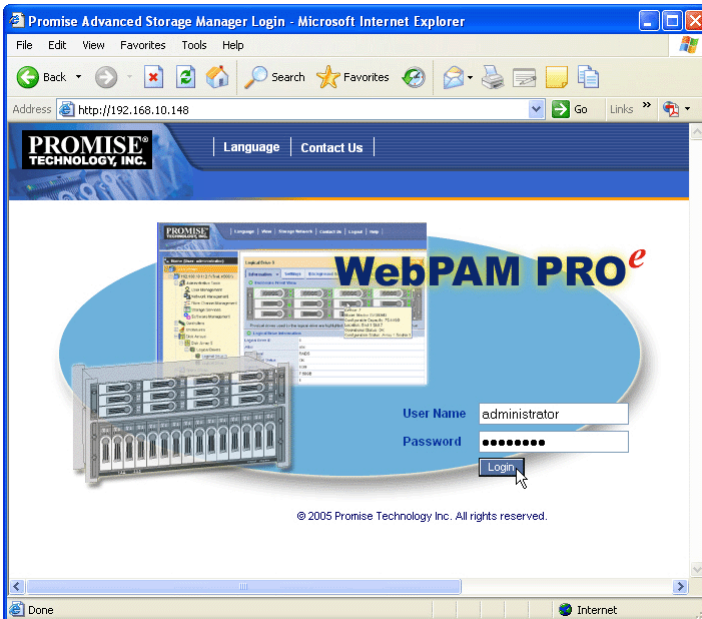 Promise Advanced Storage Manager Login - Microsoft Internet Explorer
File Edit View Favorites Tools Help
Back Search Favorites
Address http://192.168.10.148 Go Links »
PROMISE®
TECHNOLOGY, INC.
Language Contact Us
WebPAM PROe
User Name administrator
Password ●●●●●●●●
Login
© 2005 Promise Technology Inc. All rights reserved.
Done Internet